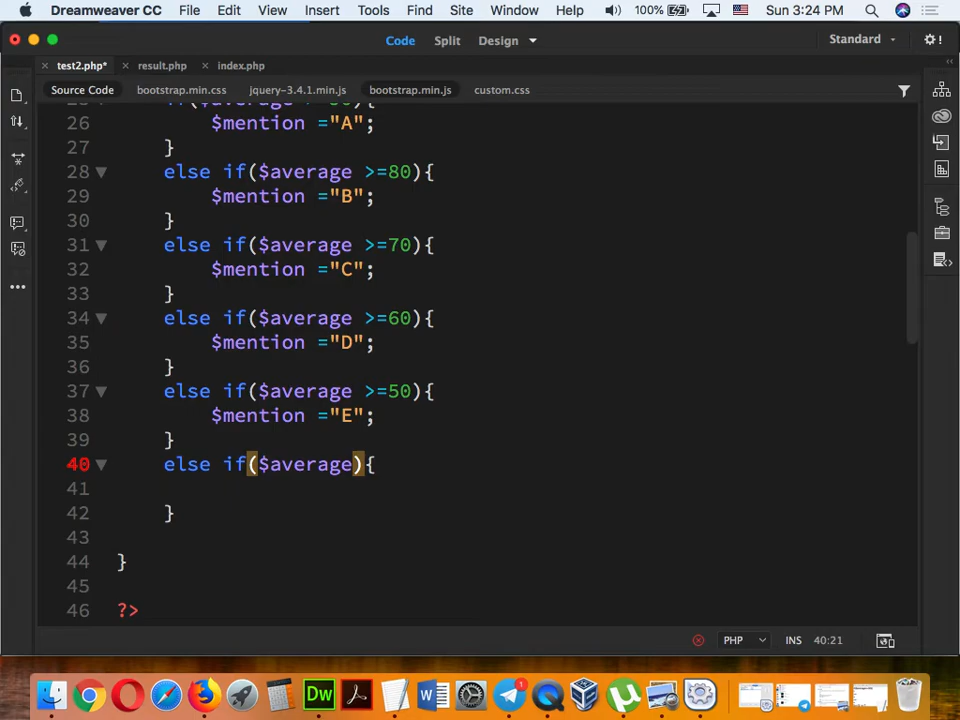 Dreamweaver CC File Edit View Insert Tools Find Site Window Help 100% Sun 3:24 PM
Code Split Design Standard
test2.php* result.php index.php
Source Code bootstrap.min.css jquery-3.4.1.min.js bootstrap.min.js custom.css
26 $mention ="A";
27 }
28 else if($average >=80){
29 $mention ="B";
30 }
31 else if($average >=70){
32 $mention ="C";
33 }
34 else if($average >=60){
35 $mention ="D";
36 }
37 else if($average >=50){
38 $mention ="E";
39 }
40 else if($average){
41
42 }
43
44 }
45
46 ?>
PHP INS 40:21
Dw W 1